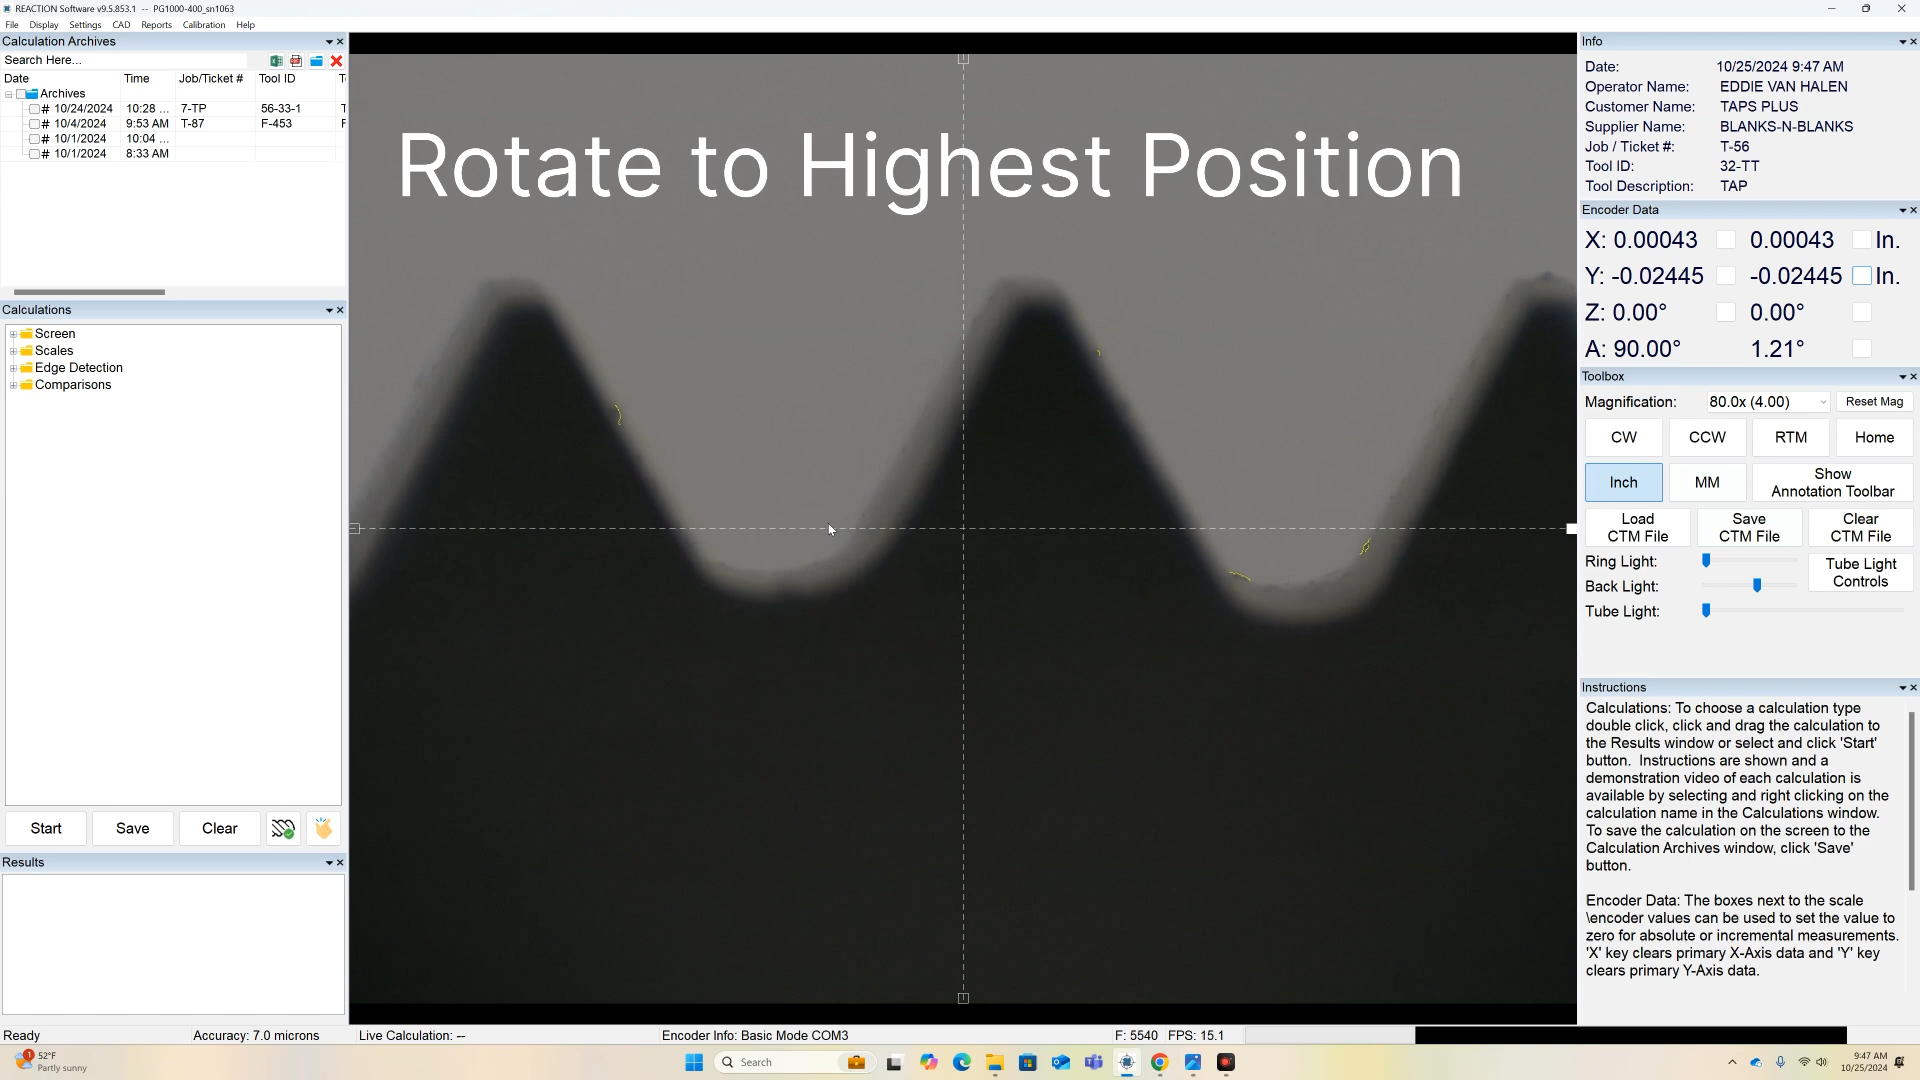 REACTION Software v9.5.853.1 -- PG1000-400_sn1063
File Display Settings CAD Reports Calibration Help
Calculation Archives
Search Here...
Date Time Job/Ticket # Tool ID
Archives
# 10/24/2024 10:28 ... 7-TP 56-33-1
# 10/4/2024 9:53 AM T-87 F-453
# 10/1/2024 10:04 ...
# 10/1/2024 8:33 AM
Calculations
Screen
Scales
Edge Detection
Comparisons
Start Save Clear
Results
Rotate to Highest Position
Info
Date: 10/25/2024 9:47 AM
Operator Name: EDDIE VAN HALEN
Customer Name: TAPS PLUS
Supplier Name: BLANKS-N-BLANKS
Job / Ticket #: T-56
Tool ID: 32-TT
Tool Description: TAP
Encoder Data
X: 0.00043 0.00043 In.
Y: -0.02445 -0.02445 In.
Z: 0.00° 0.00°
A: 90.00° 1.21°
Toolbox
Magnification: 80.0x (4.00) Reset Mag
CW CCW RTM Home
Inch MM Show
Annotation Toolbar
Load Save Clear
CTM File CTM File CTM File
Ring Light:
Back Light:
Tube Light:
Tube Light
Controls
Instructions
Calculations: To choose a calculation type
double click, click and drag the calculation to
the Results window or select and click 'Start'
button. Instructions are shown and a
demonstration video of each calculation is
available by selecting and right clicking on the
calculation name in the Calculations window.
To save the calculation on the screen to the
Calculation Archives window, click 'Save'
button.
Encoder Data: The boxes next to the scale
\encoder values can be used to set the value to
zero for absolute or incremental measurements.
'X' key clears primary X-Axis data and 'Y' key
clears primary Y-Axis data.
Ready Accuracy: 7.0 microns Live Calculation: -- Encoder Info: Basic Mode COM3 F: 5540 FPS: 15.1
1
52°F
Partly sunny
Search
9:47 AM
10/25/2024